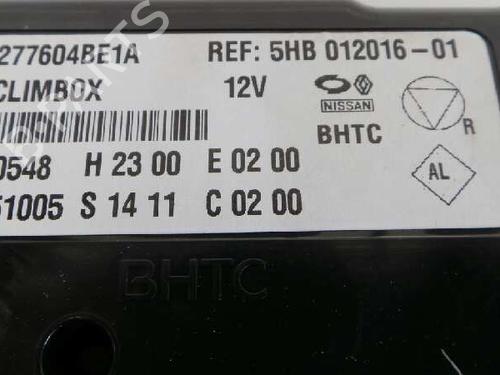 277604BE1A REF: 5HB 012016-01
CLIMBOX 12V
NISSAN
BHTC
R
0548 H 23 00 E 02 00
AL
51005 S 14 11 C 02 00
BHTC